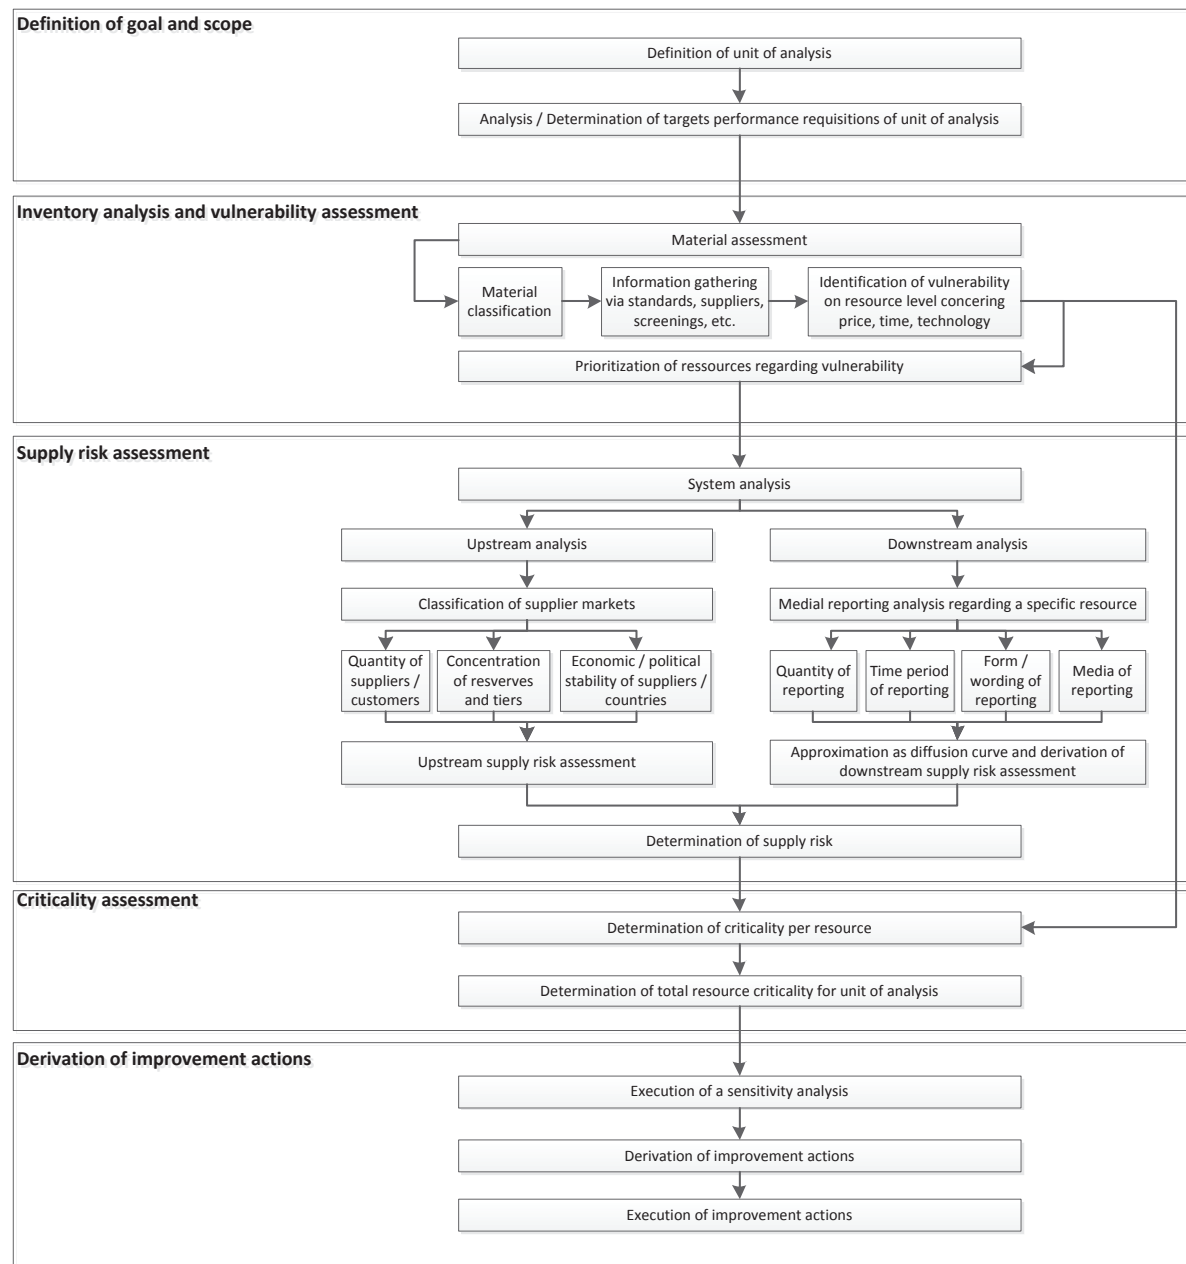 Definition of goal and scope
Definition of unit of analysis
Analysis / Determination of targets performance requisitions of unit of analysis
Inventory analysis and vulnerability assessment
Material assessment
Material
classification
Information gathering
via standards, suppliers,
screenings, etc.
Identification of vulnerability
on resource level concering
price, time, technology
Prioritization of ressources regarding vulnerability
Supply risk assessment
System analysis
Upstream analysis
Downstream analysis
Classification of supplier markets
Medial reporting analysis regarding a specific resource
Quantity of
suppliers /
customers
Concentration
of resverves
and tiers
Economic / political
stability of suppliers /
countries
Quantity of
reporting
Time period
of reporting
Form /
wording of
reporting
Media of
reporting
Upstream supply risk assessment
Approximation as diffusion curve and derivation of
downstream supply risk assessment
Determination of supply risk
Criticality assessment
Determination of criticality per resource
Determination of total resource criticality for unit of analysis
Derivation of improvement actions
Execution of a sensitivity analysis
Derivation of improvement actions
Execution of improvement actions